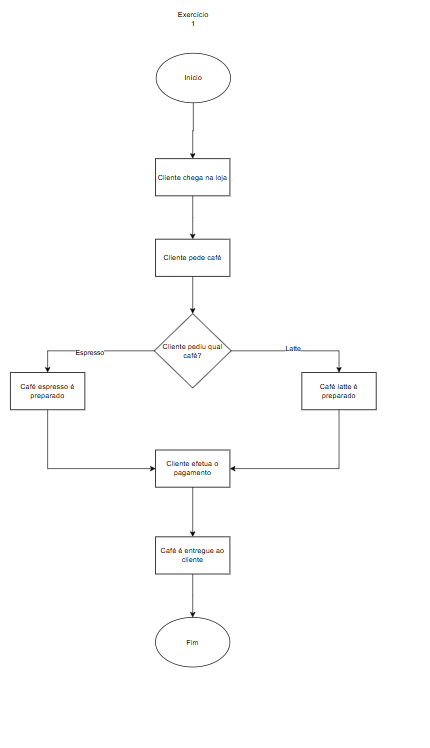 Exercício
1
Início
Cliente chega na loja
Cliente pede café
Cliente pediu qual
café?
Espresso
Latte
Café espresso é
preparado
Café latte é
preparado
Cliente efetua o
pagamento
Café é entregue ao
cliente
Fim